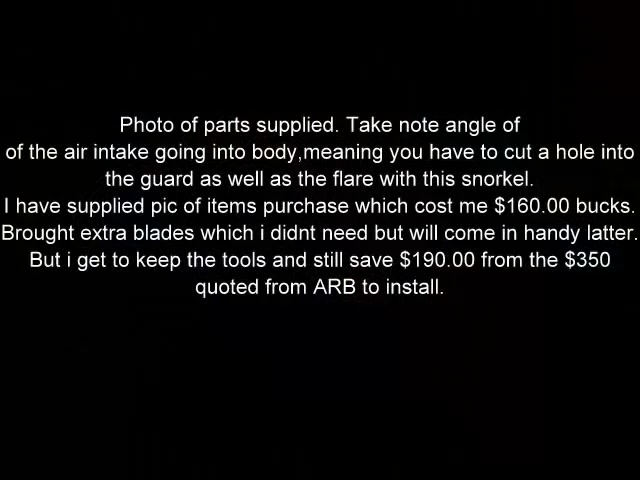 Photo of parts supplied. Take note angle of
of the air intake going into body,meaning you have to cut a hole into
the guard as well as the flare with this snorkel.
I have supplied pic of items purchase which cost me $160.00 bucks.
Brought extra blades which i didnt need but will come in handy latter.
But i get to keep the tools and still save $190.00 from the $350
quoted from ARB to install.